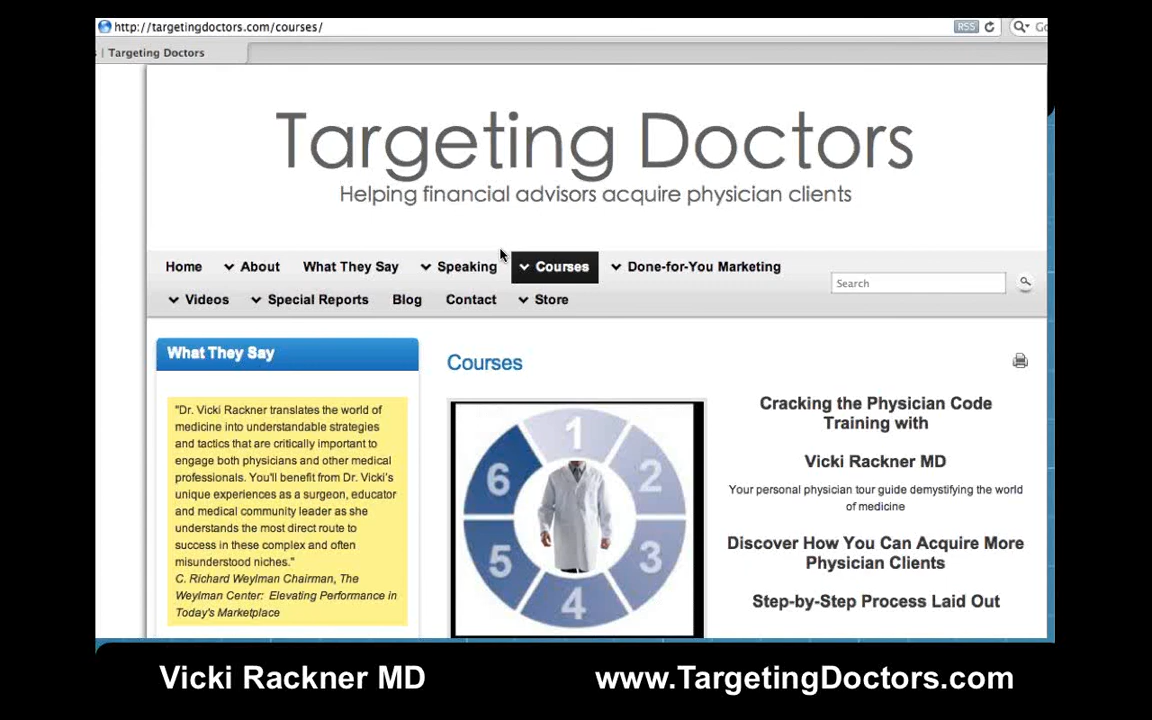 http://targetingdoctors.com/courses/
RSS
| Targeting Doctors
Targeting Doctors
Helping financial advisors acquire physician clients
Home About What They Say Speaking Courses Done-for-You Marketing
Search
Videos Special Reports Blog Contact Store
What They Say
"Dr. Vicki Rackner translates the world of
medicine into understandable strategies
and tactics that are critically important to
engage both physicians and other medical
professionals. You'll benefit from Dr. Vicki's
unique experiences as a surgeon, educator
and medical community leader as she
understands the most direct route to
success in these complex and often
misunderstood niches."
C. Richard Weylman Chairman, The
Weylman Center: Elevating Performance in
Today's Marketplace
Courses
1
2
3
4
5
6
Cracking the Physician Code
Training with
Vicki Rackner MD
Your personal physician tour guide demystifying the world
of medicine
Discover How You Can Acquire More
Physician Clients
Step-by-Step Process Laid Out
Vicki Rackner MD
www.TargetingDoctors.com